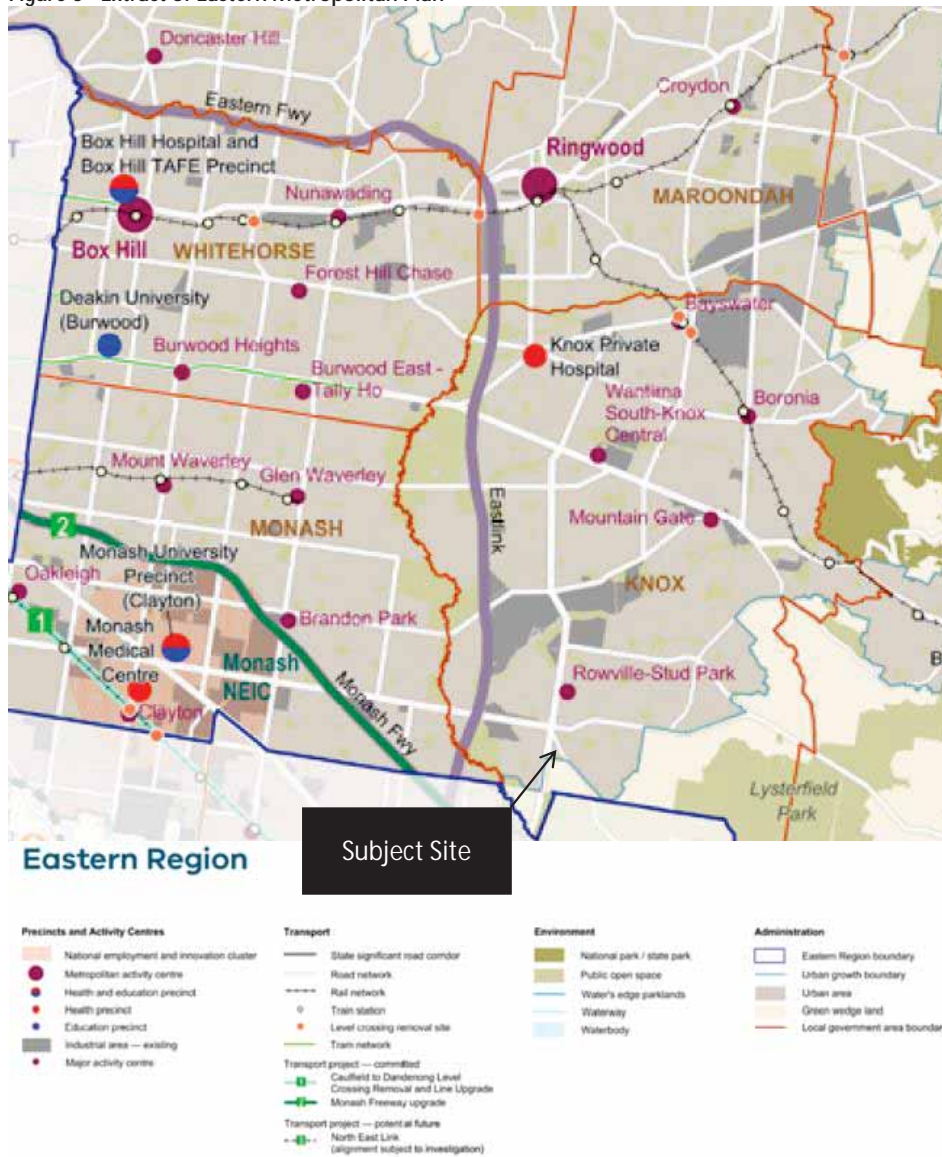 Doncaster Hill
Croydon
Eastern Fwy
Box Hill Hospital and
Box Hill TAFE Precinct
Ringwood
Nunawading
MAROONDAH
Box Hill
WHITEHORSE
Forest Hill Chase
Deakin University
(Burwood)
Bayswater
Burwood Heights
Knox Private
Hospital
Burwood East -
Tally Ho
Wantirna
South-Knox
Central
Boronia
Mount Waverley
Glen Waverley
Eastlink
MONASH
Mountain Gate
2
Monash University
Precinct
(Clayton)
Oakleigh
KNOX
1
Monash
Medical
Centre
Brandon Park
Monash
NEIC
Monash Fwy
Rowville-Stud Park
Clayton
B
Lysterfield
Park
Subject Site
Eastern Region
Precincts and Activity Centres
National employment and innovation cluster
Metropolitan activity centre
Health and education precinct
Health precinct
Education precinct
Industrial area — existing
Major activity centre
Transport
State significant road corridor
Road network
Rail network
Train station
Level crossing removal site
Tram network
Transport project — committed
1 Caulfield to Dandenong Level
Crossing Removal and Line Upgrade
2 Monash Freeway upgrade
Transport project — potential future
3 North East Link
(alignment subject to investigation)
Environment
National park / state park
Public open space
Water's edge parklands
Waterway
Waterbody
Administration
Eastern Region boundary
Urban growth boundary
Urban area
Green wedge land
Local government area boundar